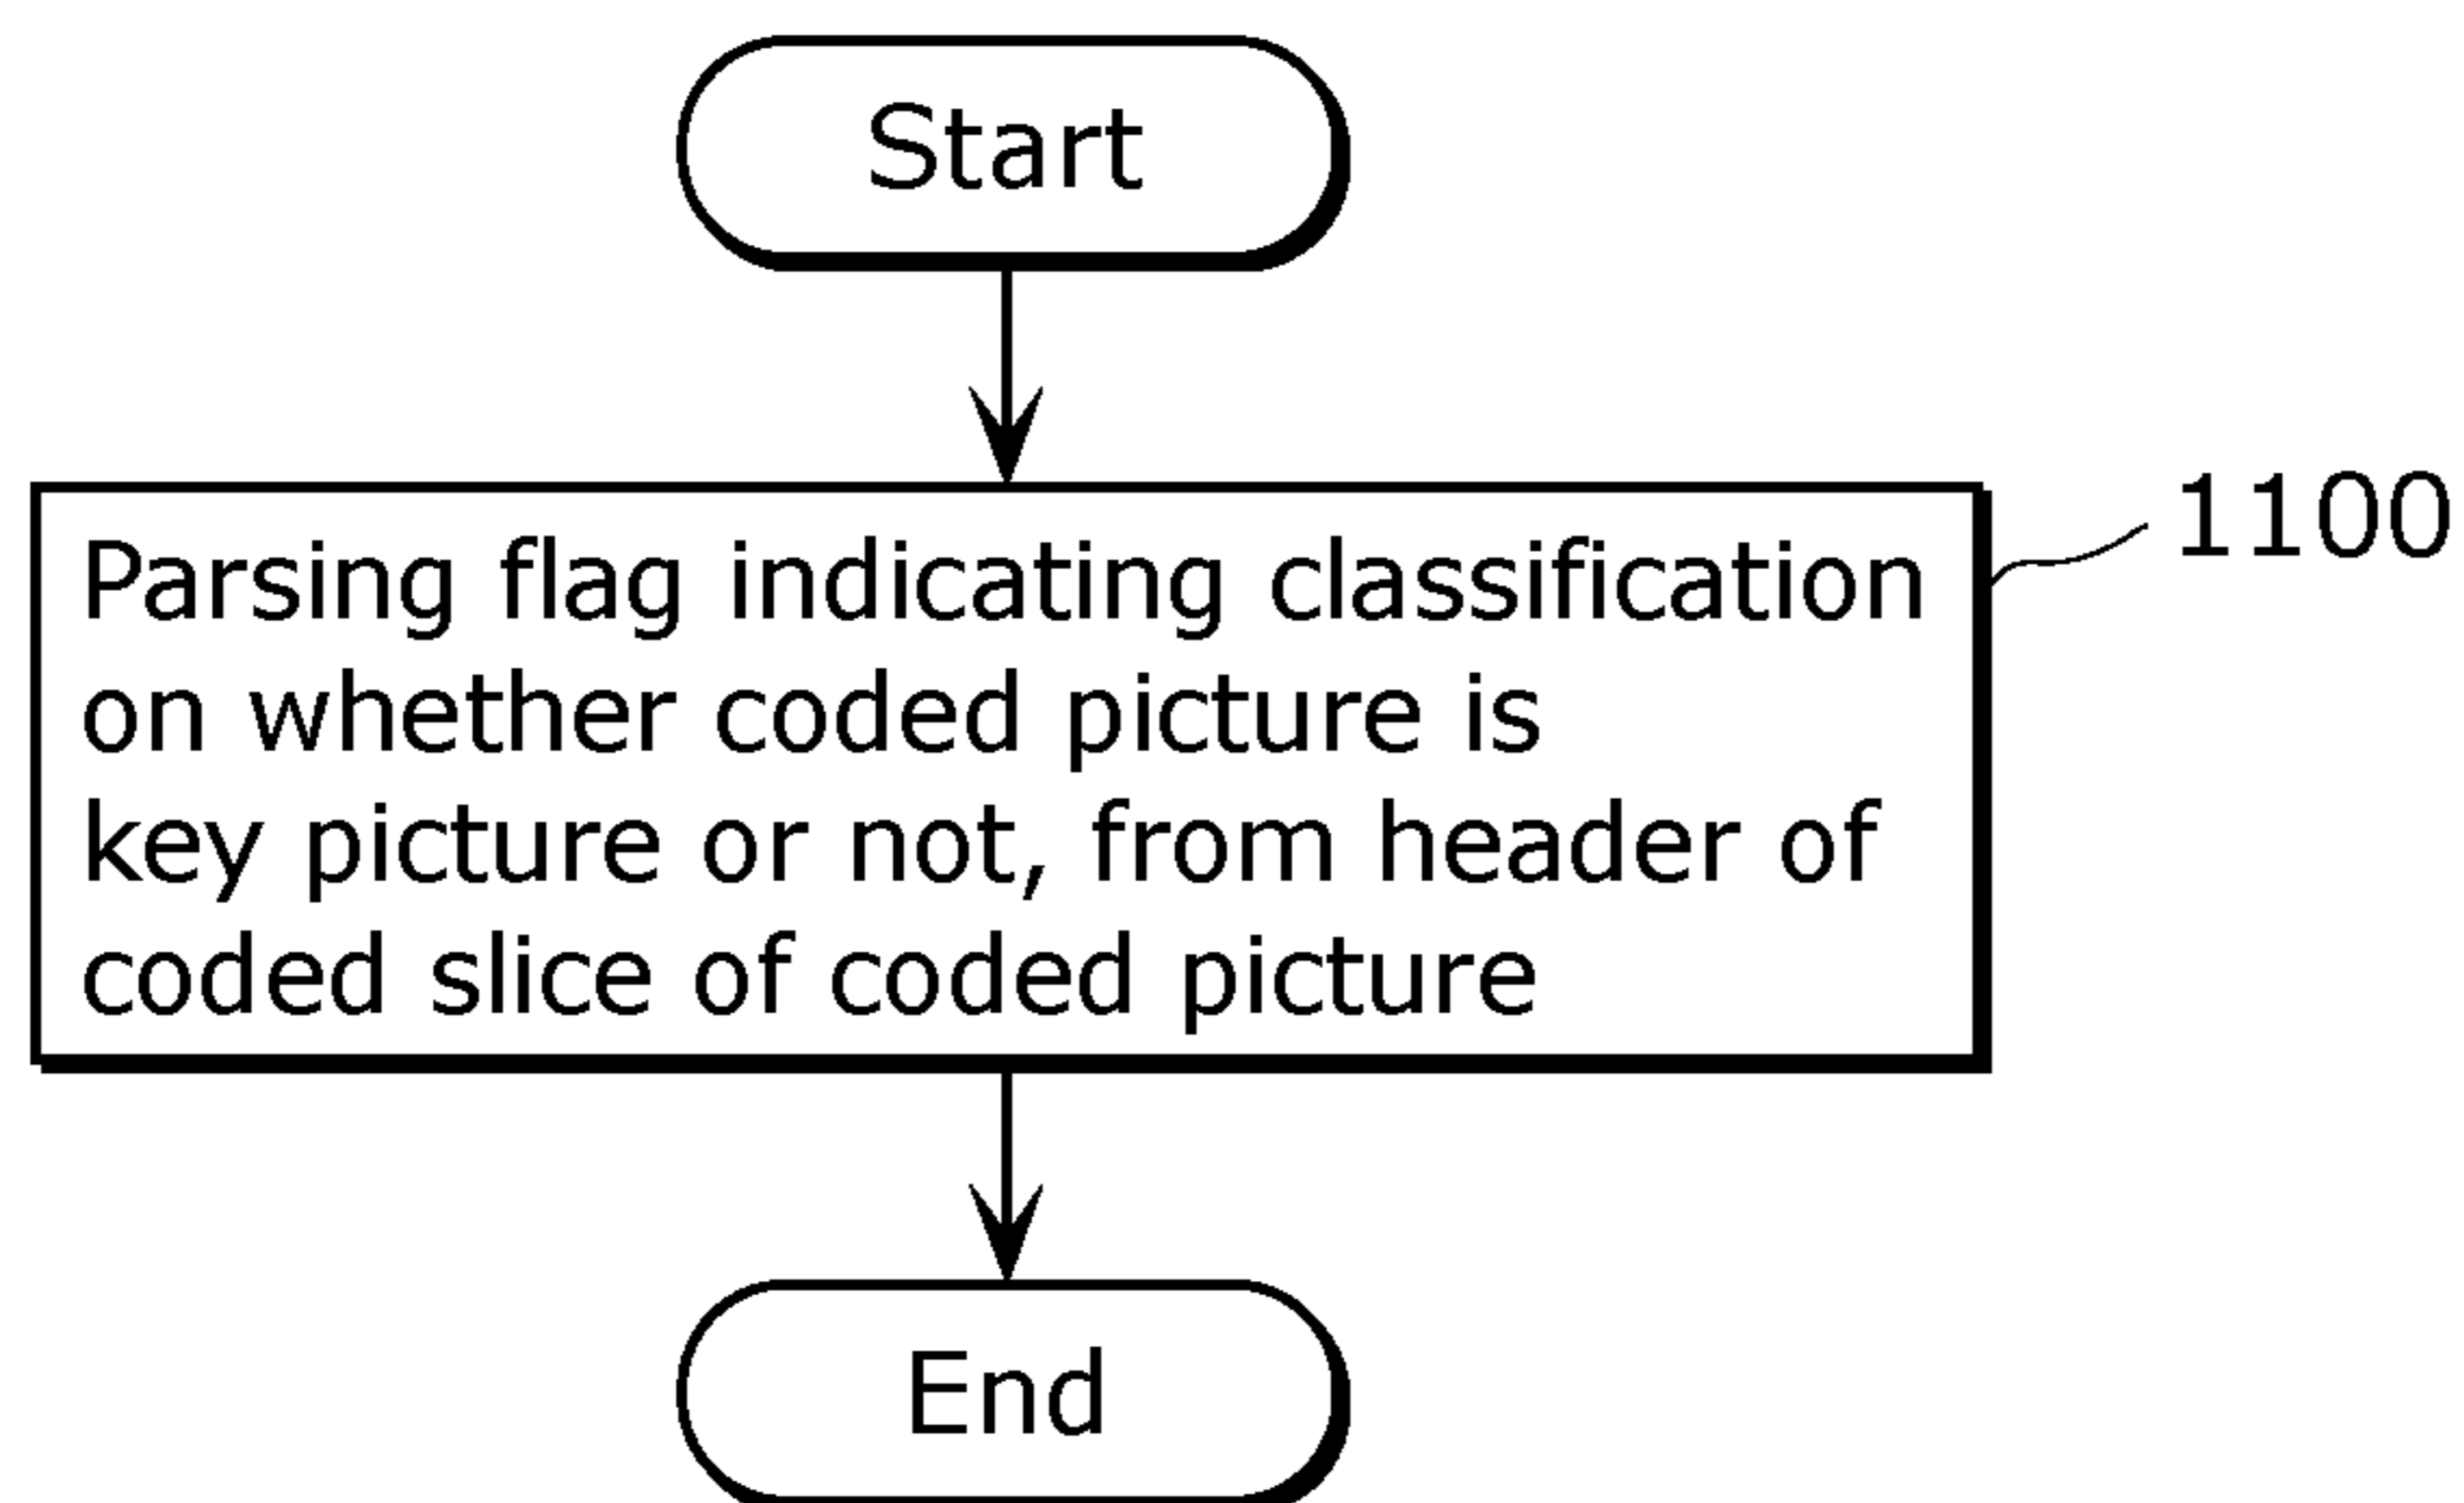 Start
1100
Parsing flag indicating classification
on whether coded picture is
key picture or not, from header of
coded slice of coded picture
End